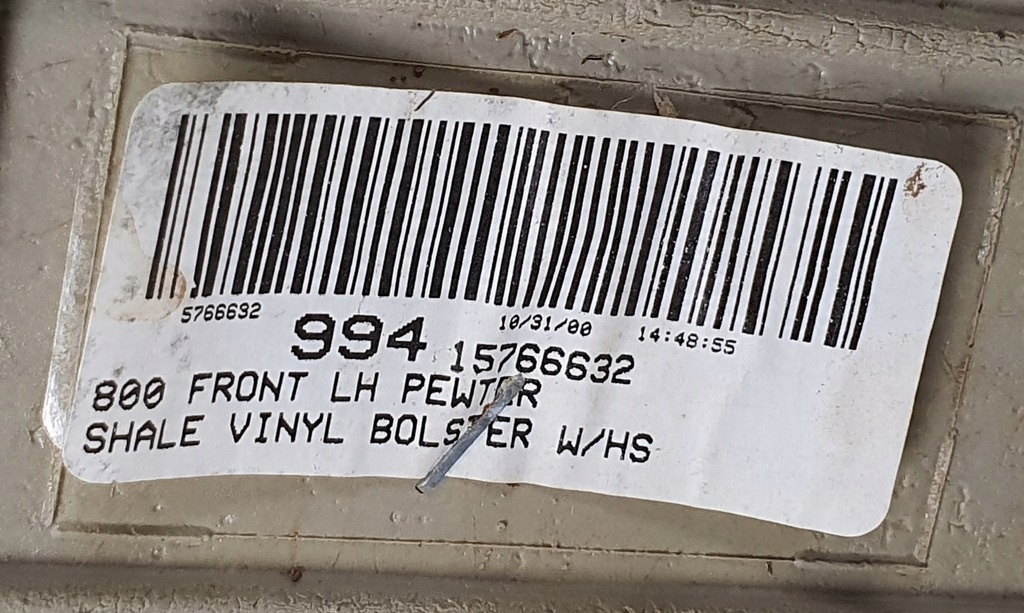 5766632 10/31/00 14:48:55
994 15766632
800 FRONT LH PEWTER
SHALE VINYL BOLSTER W/HS